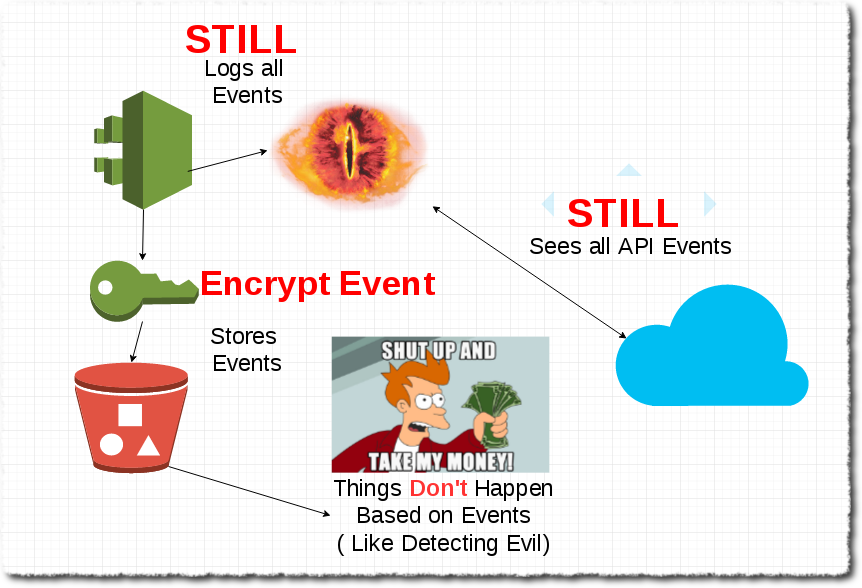 STILL
Logs all
Events
STILL
Sees all API Events
Encrypt Event
Stores
Events
SHUT UP AND
TAKE MY MONEY!
Things Don't Happen
Based on Events
( Like Detecting Evil)